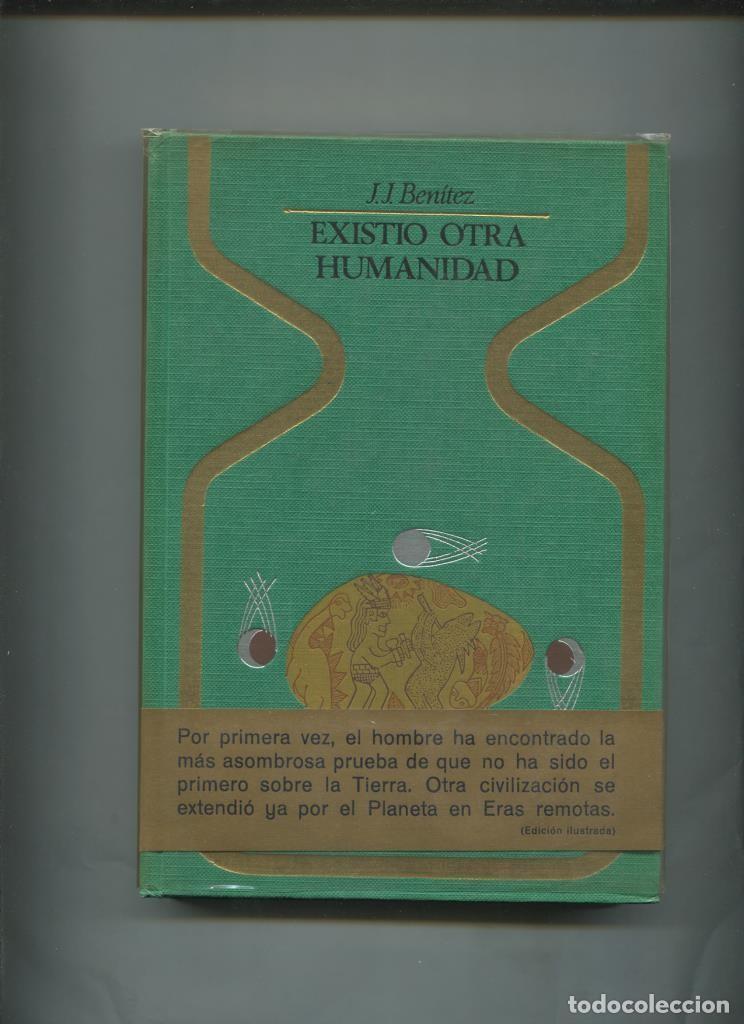 J.J. Benítez
EXISTIO OTRA
HUMANIDAD
Por primera vez, el hombre ha encontrado la
más asombrosa prueba de que no ha sido el
primero sobre la Tierra. Otra civilización se
extendió ya por el Planeta en Eras remotas.
(Edición ilustrada)
todocoleccion